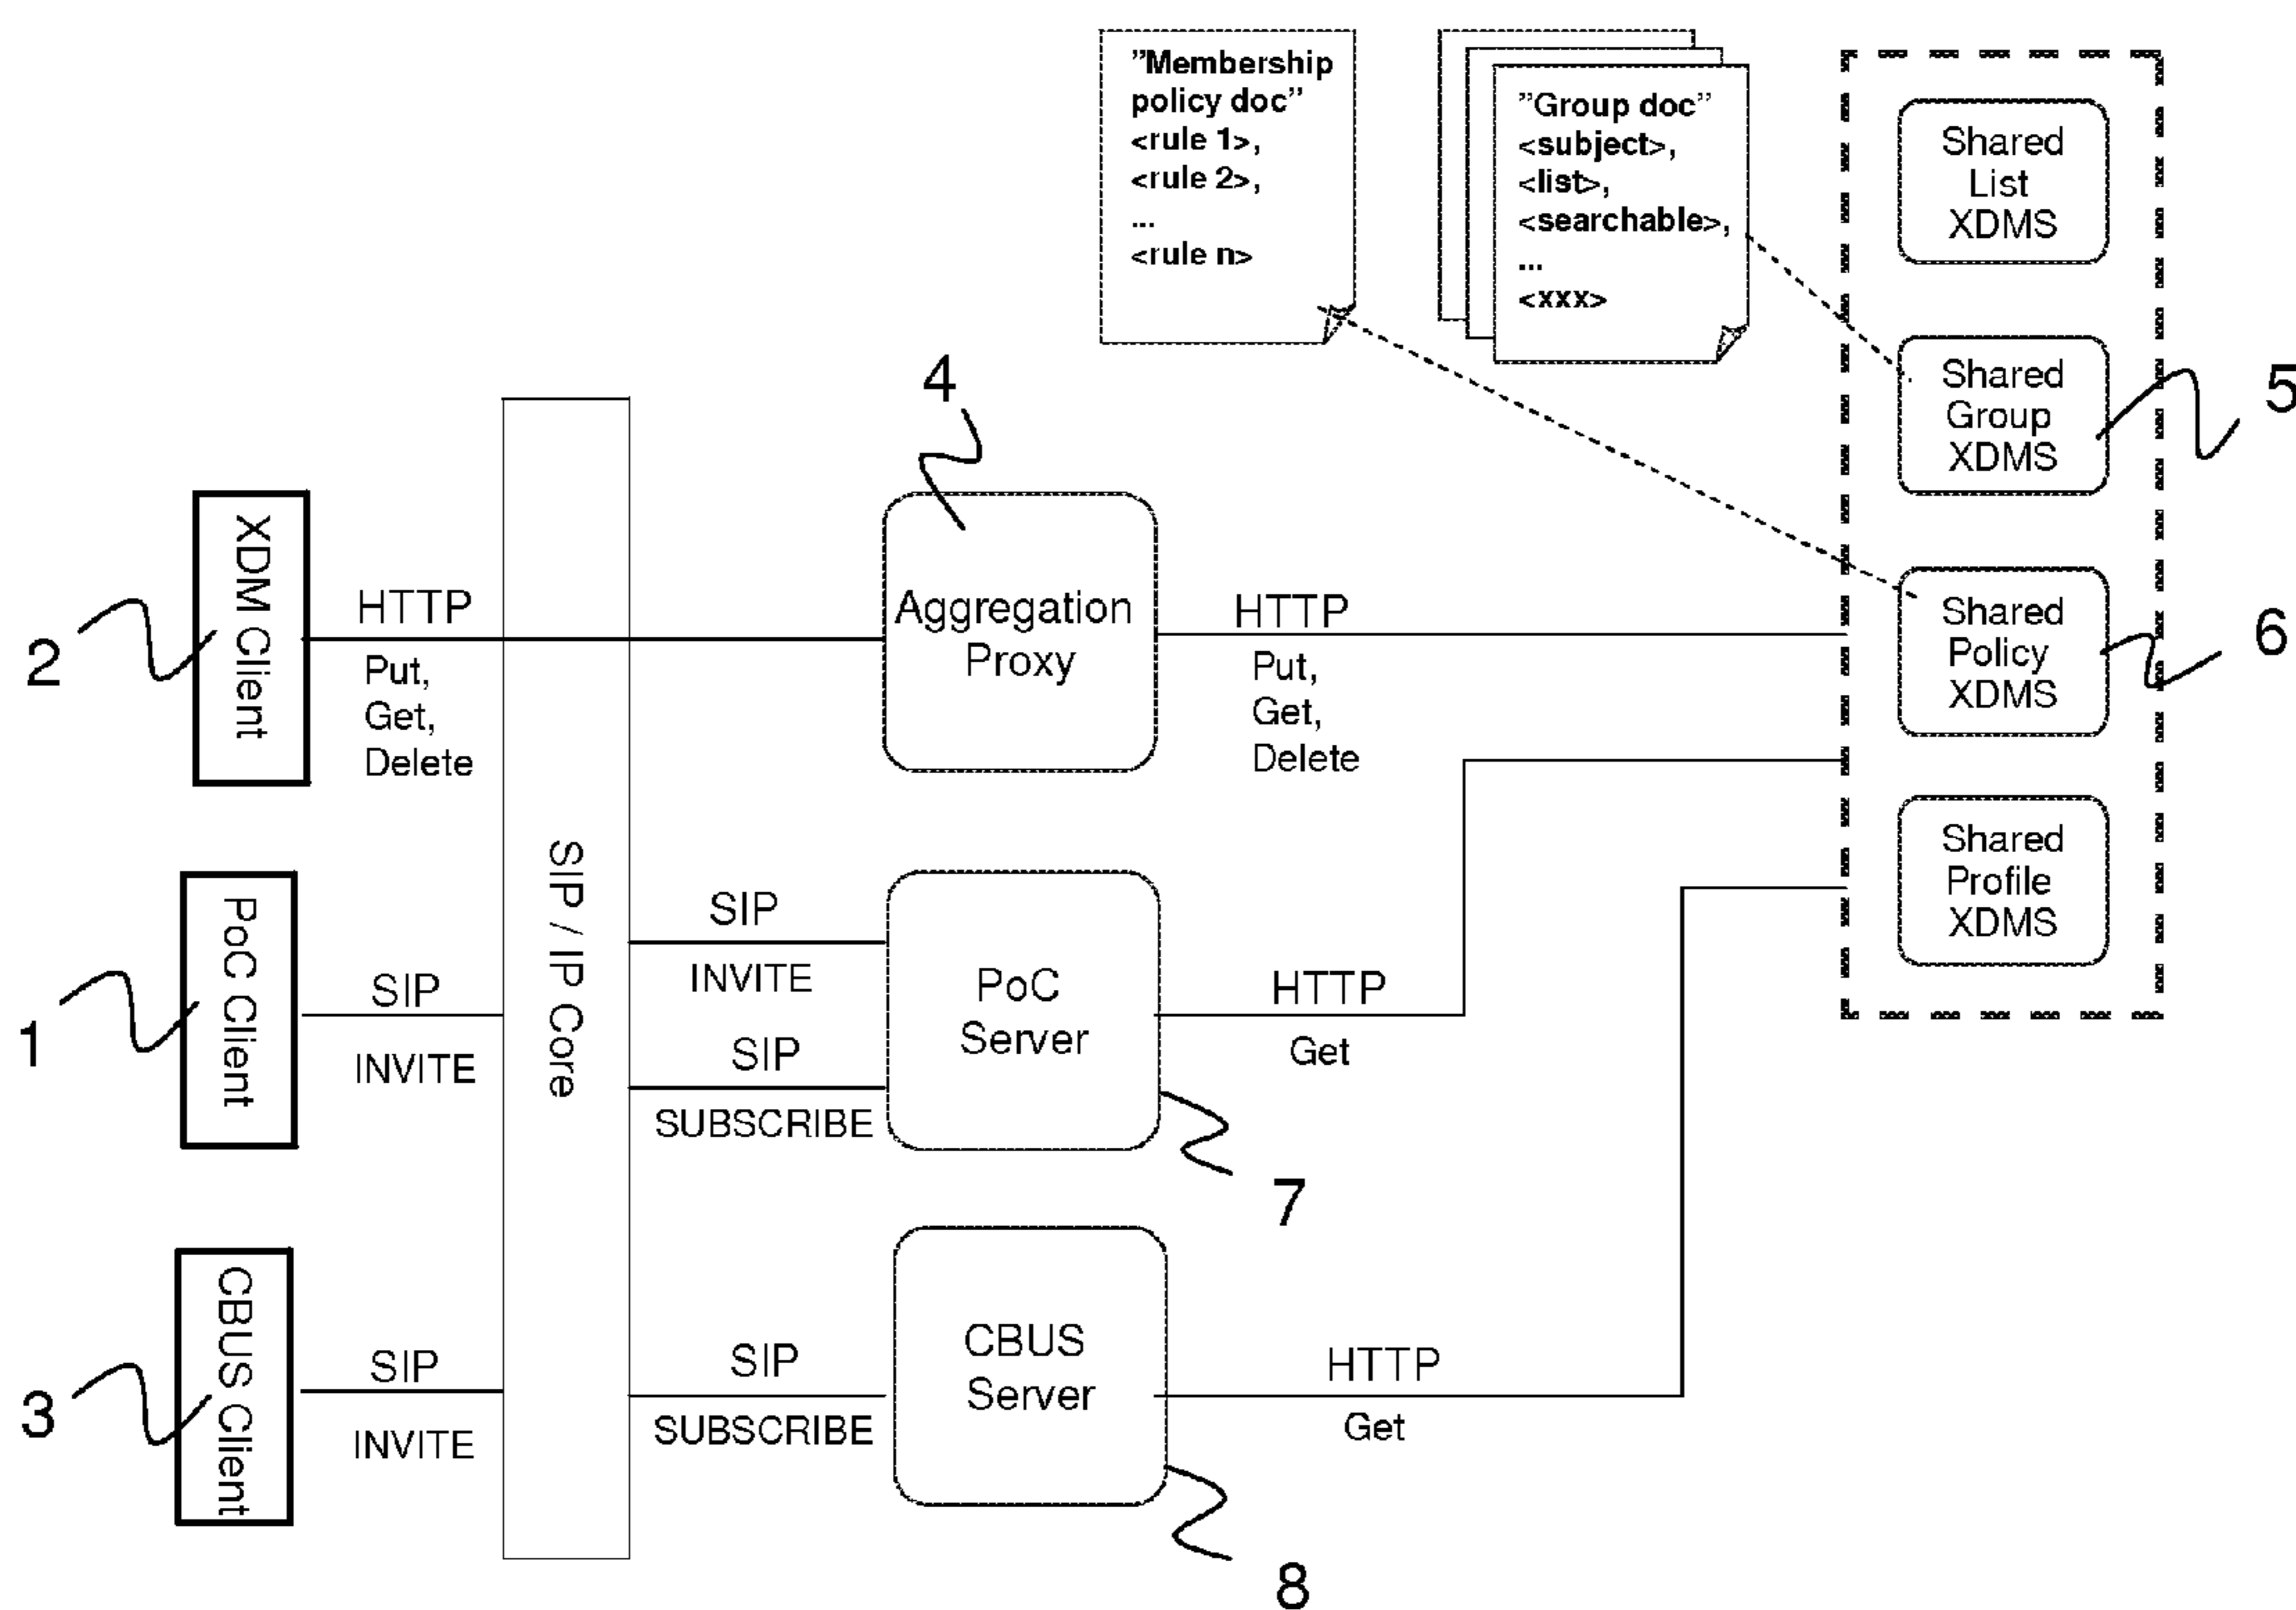 ”Membership
policy doc”
<rule 1>,
<rule 2>,
...
<rule n>
”Group doc”
<subject>,
<list>,
<searchable>,
...
<xxx>
Shared
List
XDMS
Shared
Group
XDMS
5
Shared
Policy
XDMS
6
Shared
Profile
XDMS
4
2
XDM Client
HTTP
Put,
Get,
Delete
Aggregation
Proxy
HTTP
Put,
Get,
Delete
SIP / IP Core
1
PoC Client
SIP
INVITE
SIP
INVITE
SIP
SUBSCRIBE
PoC
Server
HTTP
Get
7
3
CBUS Client
SIP
INVITE
SIP
SUBSCRIBE
CBUS
Server
HTTP
Get
8